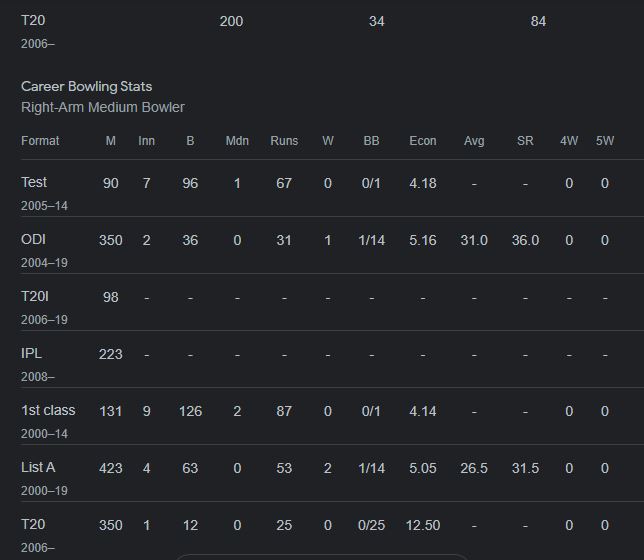 T20 200 34 84
2006–
Career Bowling Stats
Right-Arm Medium Bowler
Format M Inn B Mdn Runs W BB Econ Avg SR 4W 5W
Test 90 7 96 1 67 0 0/1 4.18 - - 0 0
2005–14
ODI 350 2 36 0 31 1 1/14 5.16 31.0 36.0 0 0
2004–19
T20I 98 - - - - - - - - - - -
2006–19
IPL 223 - - - - - - - - - - -
2008–
1st class 131 9 126 2 87 0 0/1 4.14 - - 0 0
2000–14
List A 423 4 63 0 53 2 1/14 5.05 26.5 31.5 0 0
2000–19
T20 350 1 12 0 25 0 0/25 12.50 - - 0 0
2006–